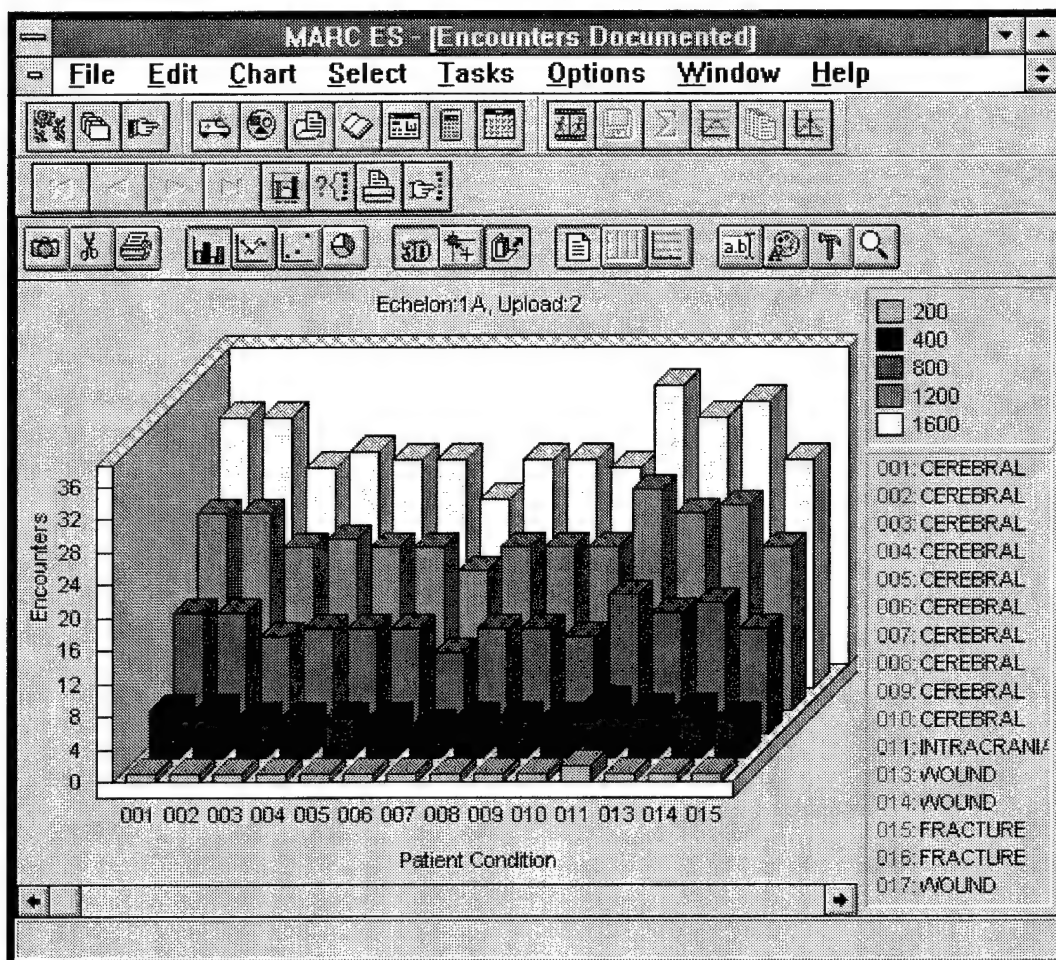 MARC ES - [Encounters Documented]
File Edit Chart Select Tasks Options Window Help
3D
a.b
Echelon:1A, Upload:2
200
400
800
1200
1600
Encounters
36
32
28
24
20
16
12
8
4
0
001 002 003 004 005 006 007 008 009 010 011 013 014 015
Patient Condition
001: CEREBRAL
002: CEREBRAL
003: CEREBRAL
004: CEREBRAL
005: CEREBRAL
006: CEREBRAL
007: CEREBRAL
008: CEREBRAL
009: CEREBRAL
010: CEREBRAL
011: INTRACRANIA
013: WOUND
014: WOUND
015: FRACTURE
016: FRACTURE
017: WOUND